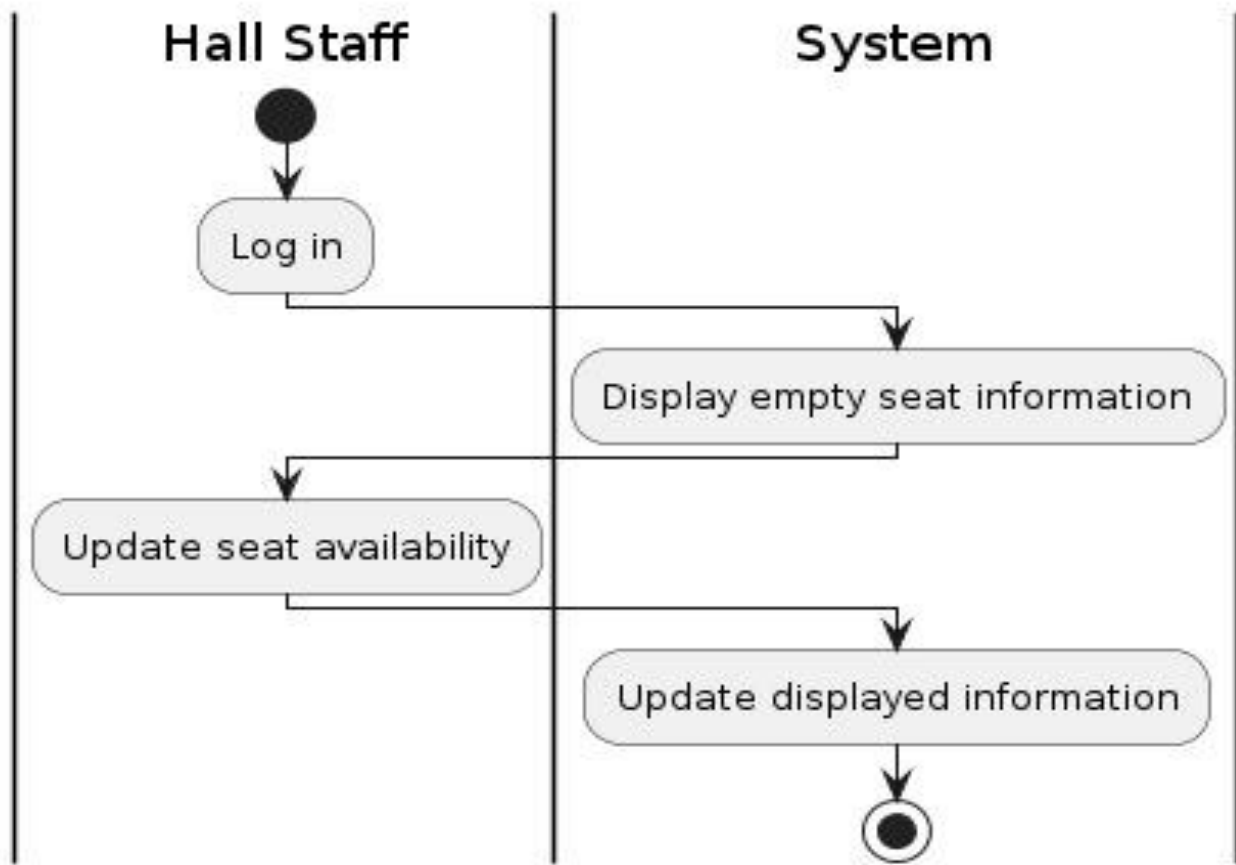 Hall Staff
System
Log in
Display empty seat information
Update seat availability
Update displayed information